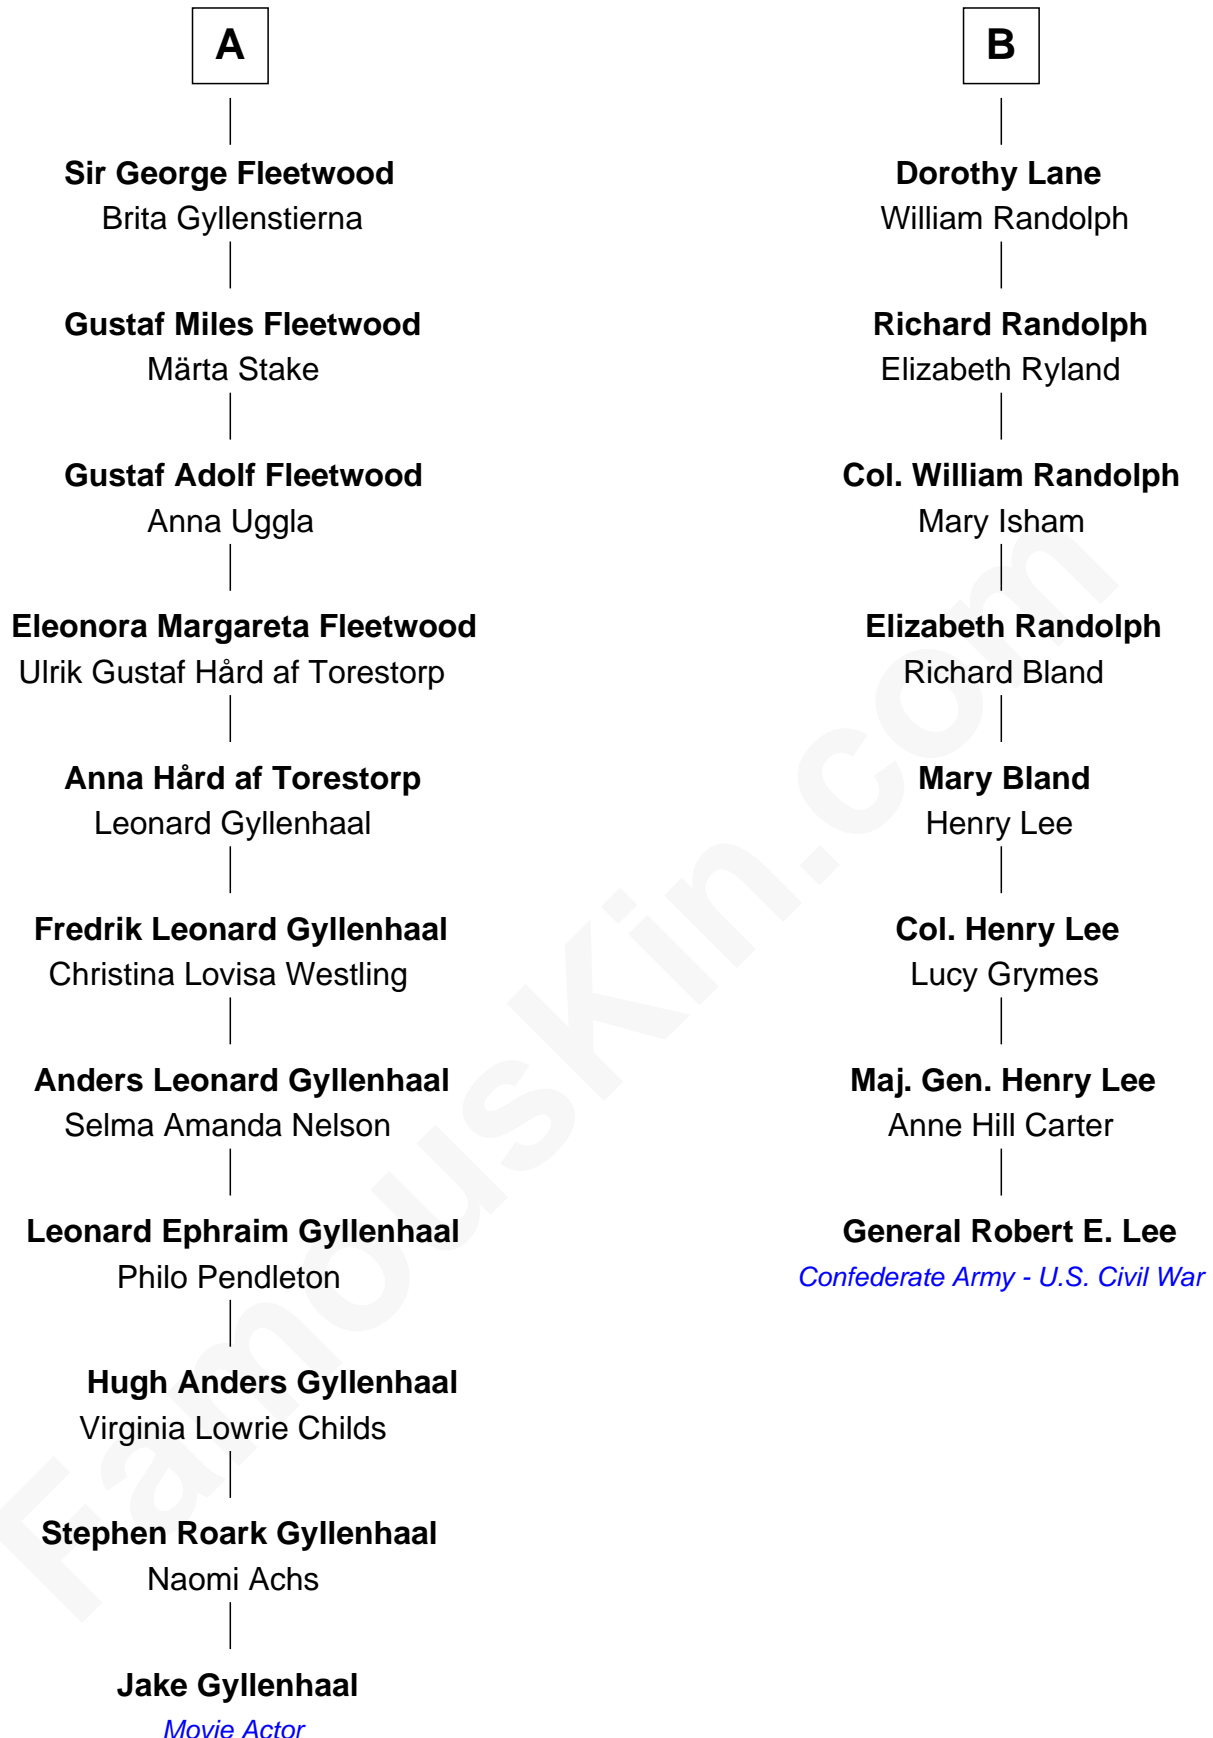 A
Sir George Fleetwood
Brita Gyllenstierna
Gustaf Miles Fleetwood
Märta Stake
Gustaf Adolf Fleetwood
Anna Uggla
Eleonora Margareta Fleetwood
Ulrik Gustaf Hård af Torestorp
Anna Hård af Torestorp
Leonard Gyllenhaal
Fredrik Leonard Gyllenhaal
Christina Lovisa Westling
Anders Leonard Gyllenhaal
Selma Amanda Nelson
Leonard Ephraim Gyllenhaal
Philo Pendleton
Hugh Anders Gyllenhaal
Virginia Lowrie Childs
Stephen Roark Gyllenhaal
Naomi Achs
Jake Gyllenhaal
Movie Actor
B
Dorothy Lane
William Randolph
Richard Randolph
Elizabeth Ryland
Col. William Randolph
Mary Isham
Elizabeth Randolph
Richard Bland
Mary Bland
Henry Lee
Col. Henry Lee
Lucy Grymes
Maj. Gen. Henry Lee
Anne Hill Carter
General Robert E. Lee
Confederate Army - U.S. Civil War
FamousKin.com